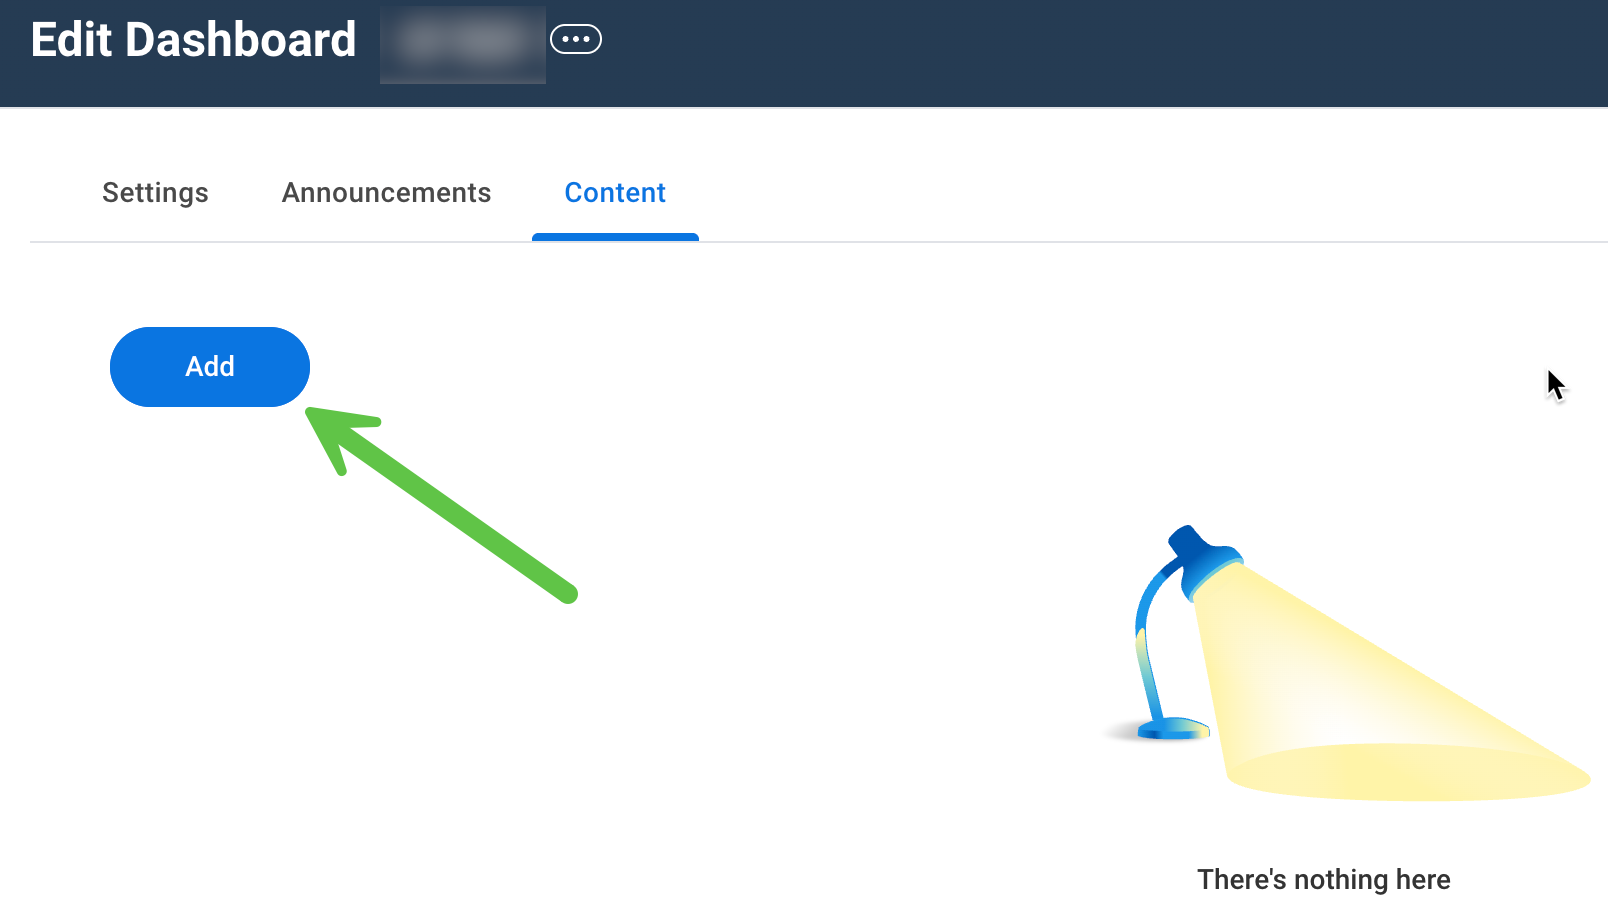 Edit Dashboard
Settings
Announcements
Content
Add
There's nothing here